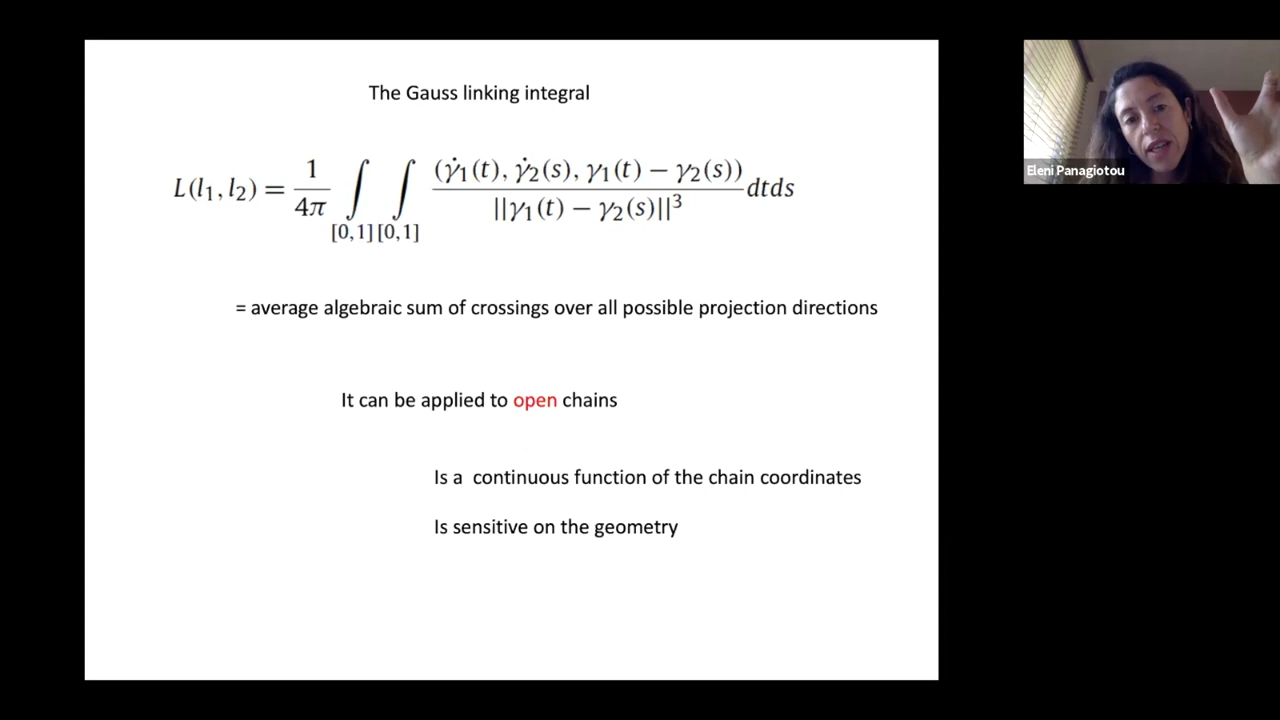 The Gauss linking integral
L(l₁, l₂) = 1/4π ∫[0,1] ∫[0,1] (γ̇₁(t), γ̇₂(s), γ₁(t) − γ₂(s)) / ||γ₁(t) − γ₂(s)||³ dtds
= average algebraic sum of crossings over all possible projection directions
It can be applied to open chains
Is a continuous function of the chain coordinates
Is sensitive on the geometry
Eleni Panagiotou